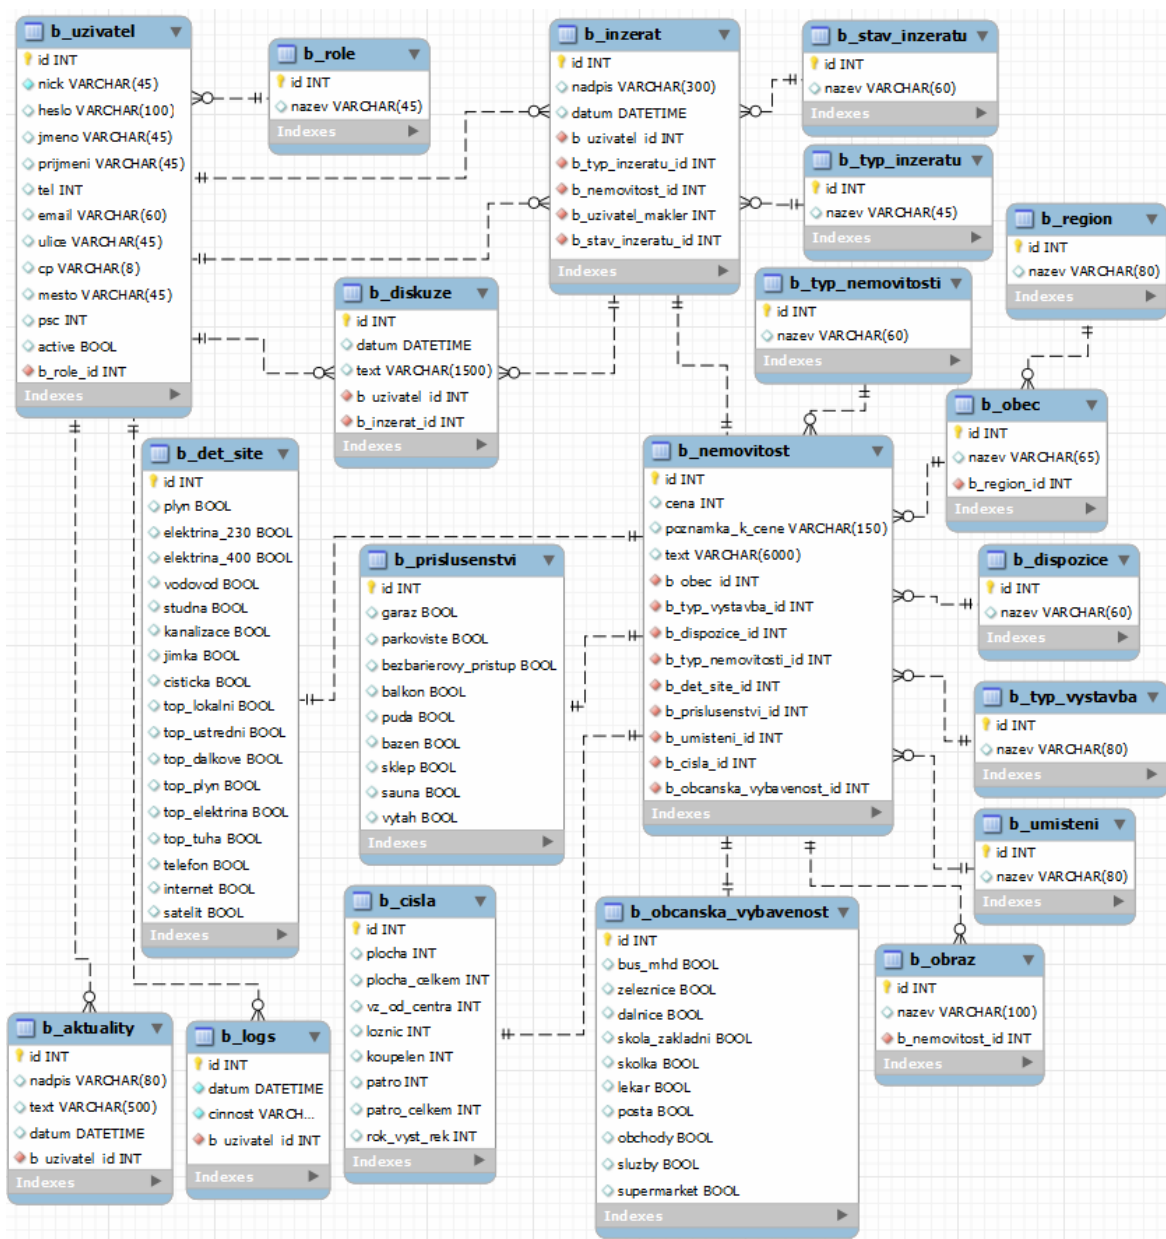 b_uzivatel
id INT
nick VARCHAR(45)
heslo VARCHAR(100)
jmeno VARCHAR(45)
prijmeni VARCHAR(45)
tel INT
email VARCHAR(60)
ulice VARCHAR(45)
cp VARCHAR(8)
mesto VARCHAR(45)
psc INT
active BOOL
b_role_id INT
Indexes
b_role
id INT
nazev VARCHAR(45)
Indexes
b_inzerat
id INT
nadpis VARCHAR(300)
datum DATETIME
b_uzivatel_id INT
b_typ_inzeratu_id INT
b_nemovitost_id INT
b_uzivatel_makler INT
b_stav_inzeratu_id INT
Indexes
b_stav_inzeratu
id INT
nazev VARCHAR(60)
Indexes
b_typ_inzeratu
id INT
nazev VARCHAR(45)
Indexes
b_region
id INT
nazev VARCHAR(80)
Indexes
b_diskuze
id INT
datum DATETIME
text VARCHAR(1500)
b_uzivatel_id INT
b_inzerat_id INT
Indexes
b_typ_nemovitosti
id INT
nazev VARCHAR(60)
Indexes
b_obec
id INT
nazev VARCHAR(65)
b_region_id INT
Indexes
b_det_site
id INT
plyn BOOL
elektrina_230 BOOL
elektrina_400 BOOL
vodovod BOOL
studna BOOL
kanalizace BOOL
jimka BOOL
cisticka BOOL
top_lokalni BOOL
top_ustredni BOOL
top_dalkove BOOL
top_plyn BOOL
top_elektrina BOOL
top_tuha BOOL
telefon BOOL
internet BOOL
satelit BOOL
Indexes
b_prislusenstvi
id INT
garaz BOOL
parkoviste BOOL
bezbarierovy_pristup BOOL
balkon BOOL
puda BOOL
bazen BOOL
sklep BOOL
sauna BOOL
vytah BOOL
Indexes
b_nemovitost
id INT
cena INT
poznamka_k_cene VARCHAR(150)
text VARCHAR(6000)
b_obec_id INT
b_typ_vystavba_id INT
b_dispozice_id INT
b_typ_nemovitosti_id INT
b_det_site_id INT
b_prislusenstvi_id INT
b_umisteni_id INT
b_cisla_id INT
b_obcanska_vybavenost_id INT
Indexes
b_dispozice
id INT
nazev VARCHAR(60)
Indexes
b_typ_vystavba
id INT
nazev VARCHAR(80)
Indexes
b_umisteni
id INT
nazev VARCHAR(80)
Indexes
b_cisla
id INT
plocha INT
plocha_celkem INT
vz_od_centra INT
loznic INT
koupelen INT
patro INT
patro_celkem INT
rok_vyst_rek INT
Indexes
b_obcanska_vybavenost
id INT
bus_mhd BOOL
zeleznice BOOL
dalnice BOOL
skola_zakladni BOOL
skolka BOOL
lekar BOOL
posta BOOL
obchody BOOL
sluzby BOOL
supermarket BOOL
Indexes
b_obraz
id INT
nazev VARCHAR(100)
b_nemovitost_id INT
Indexes
b_aktuality
id INT
nadpis VARCHAR(80)
text VARCHAR(500)
datum DATETIME
b_uzivatel_id INT
Indexes
b_logs
id INT
datum DATETIME
cinnost VARCH...
b_uzivatel_id INT
Indexes